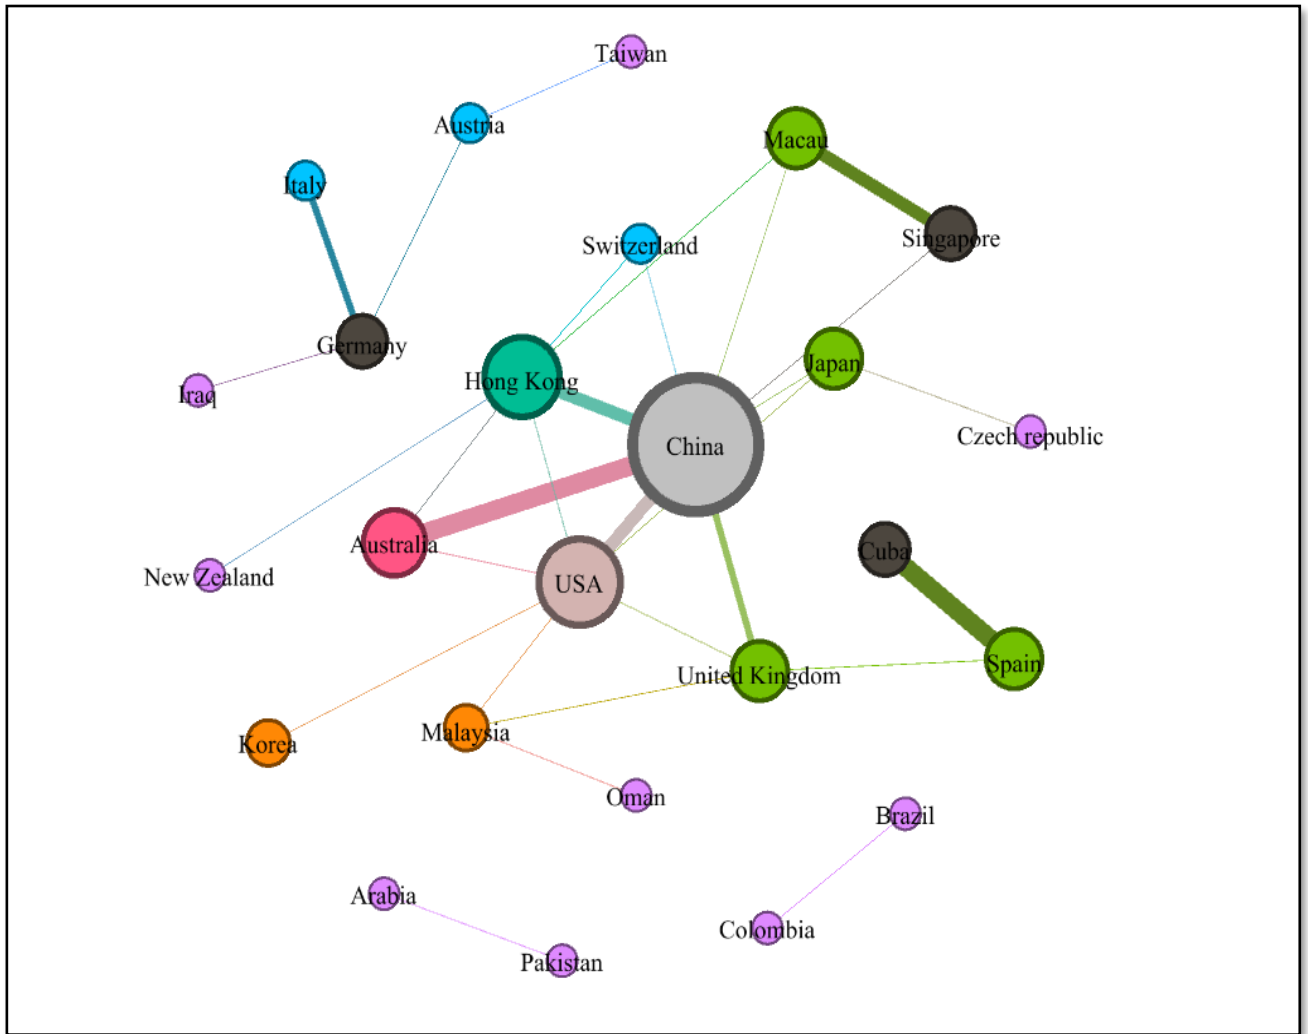 Taiwan
Austria
Macau
Italy
Switzerland
Singapore
Germany
Japan
Hong Kong
Iraq
Czech republic
China
Australia
Cuba
New Zealand
USA
Spain
United Kingdom
Malaysia
Korea
Oman
Brazil
Arabia
Colombia
Pakistan